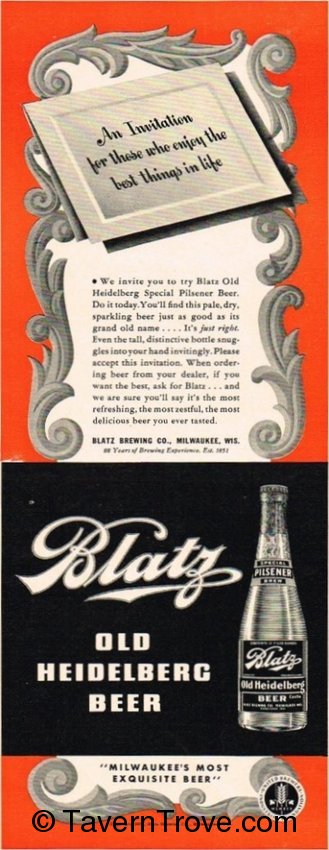 An Invitation
for those who enjoy the
best things in life
• We invite you to try Blatz Old
Heidelberg Special Pilsener Beer.
Do it today. You'll find this pale, dry,
sparkling beer just as good as its
grand old name . . . . It's just right.
Even the tall, distinctive bottle snug-
gles into your hand invitingly. Please
accept this invitation. When order-
ing beer from your dealer, if you
want the best, ask for Blatz . . . and
we are sure you'll say it's the most
refreshing, the most zestful, the most
delicious beer you ever tasted.
BLATZ BREWING CO., MILWAUKEE, WIS.
88 Years of Brewing Experience. Est. 1851
Blatz
OLD
HEIDELBERG
BEER
SPECIAL
PILSENER
BREW
Blatz
Old Heidelberg
BEER
"MILWAUKEE'S MOST
EXQUISITE BEER"
© TavernTrove.com